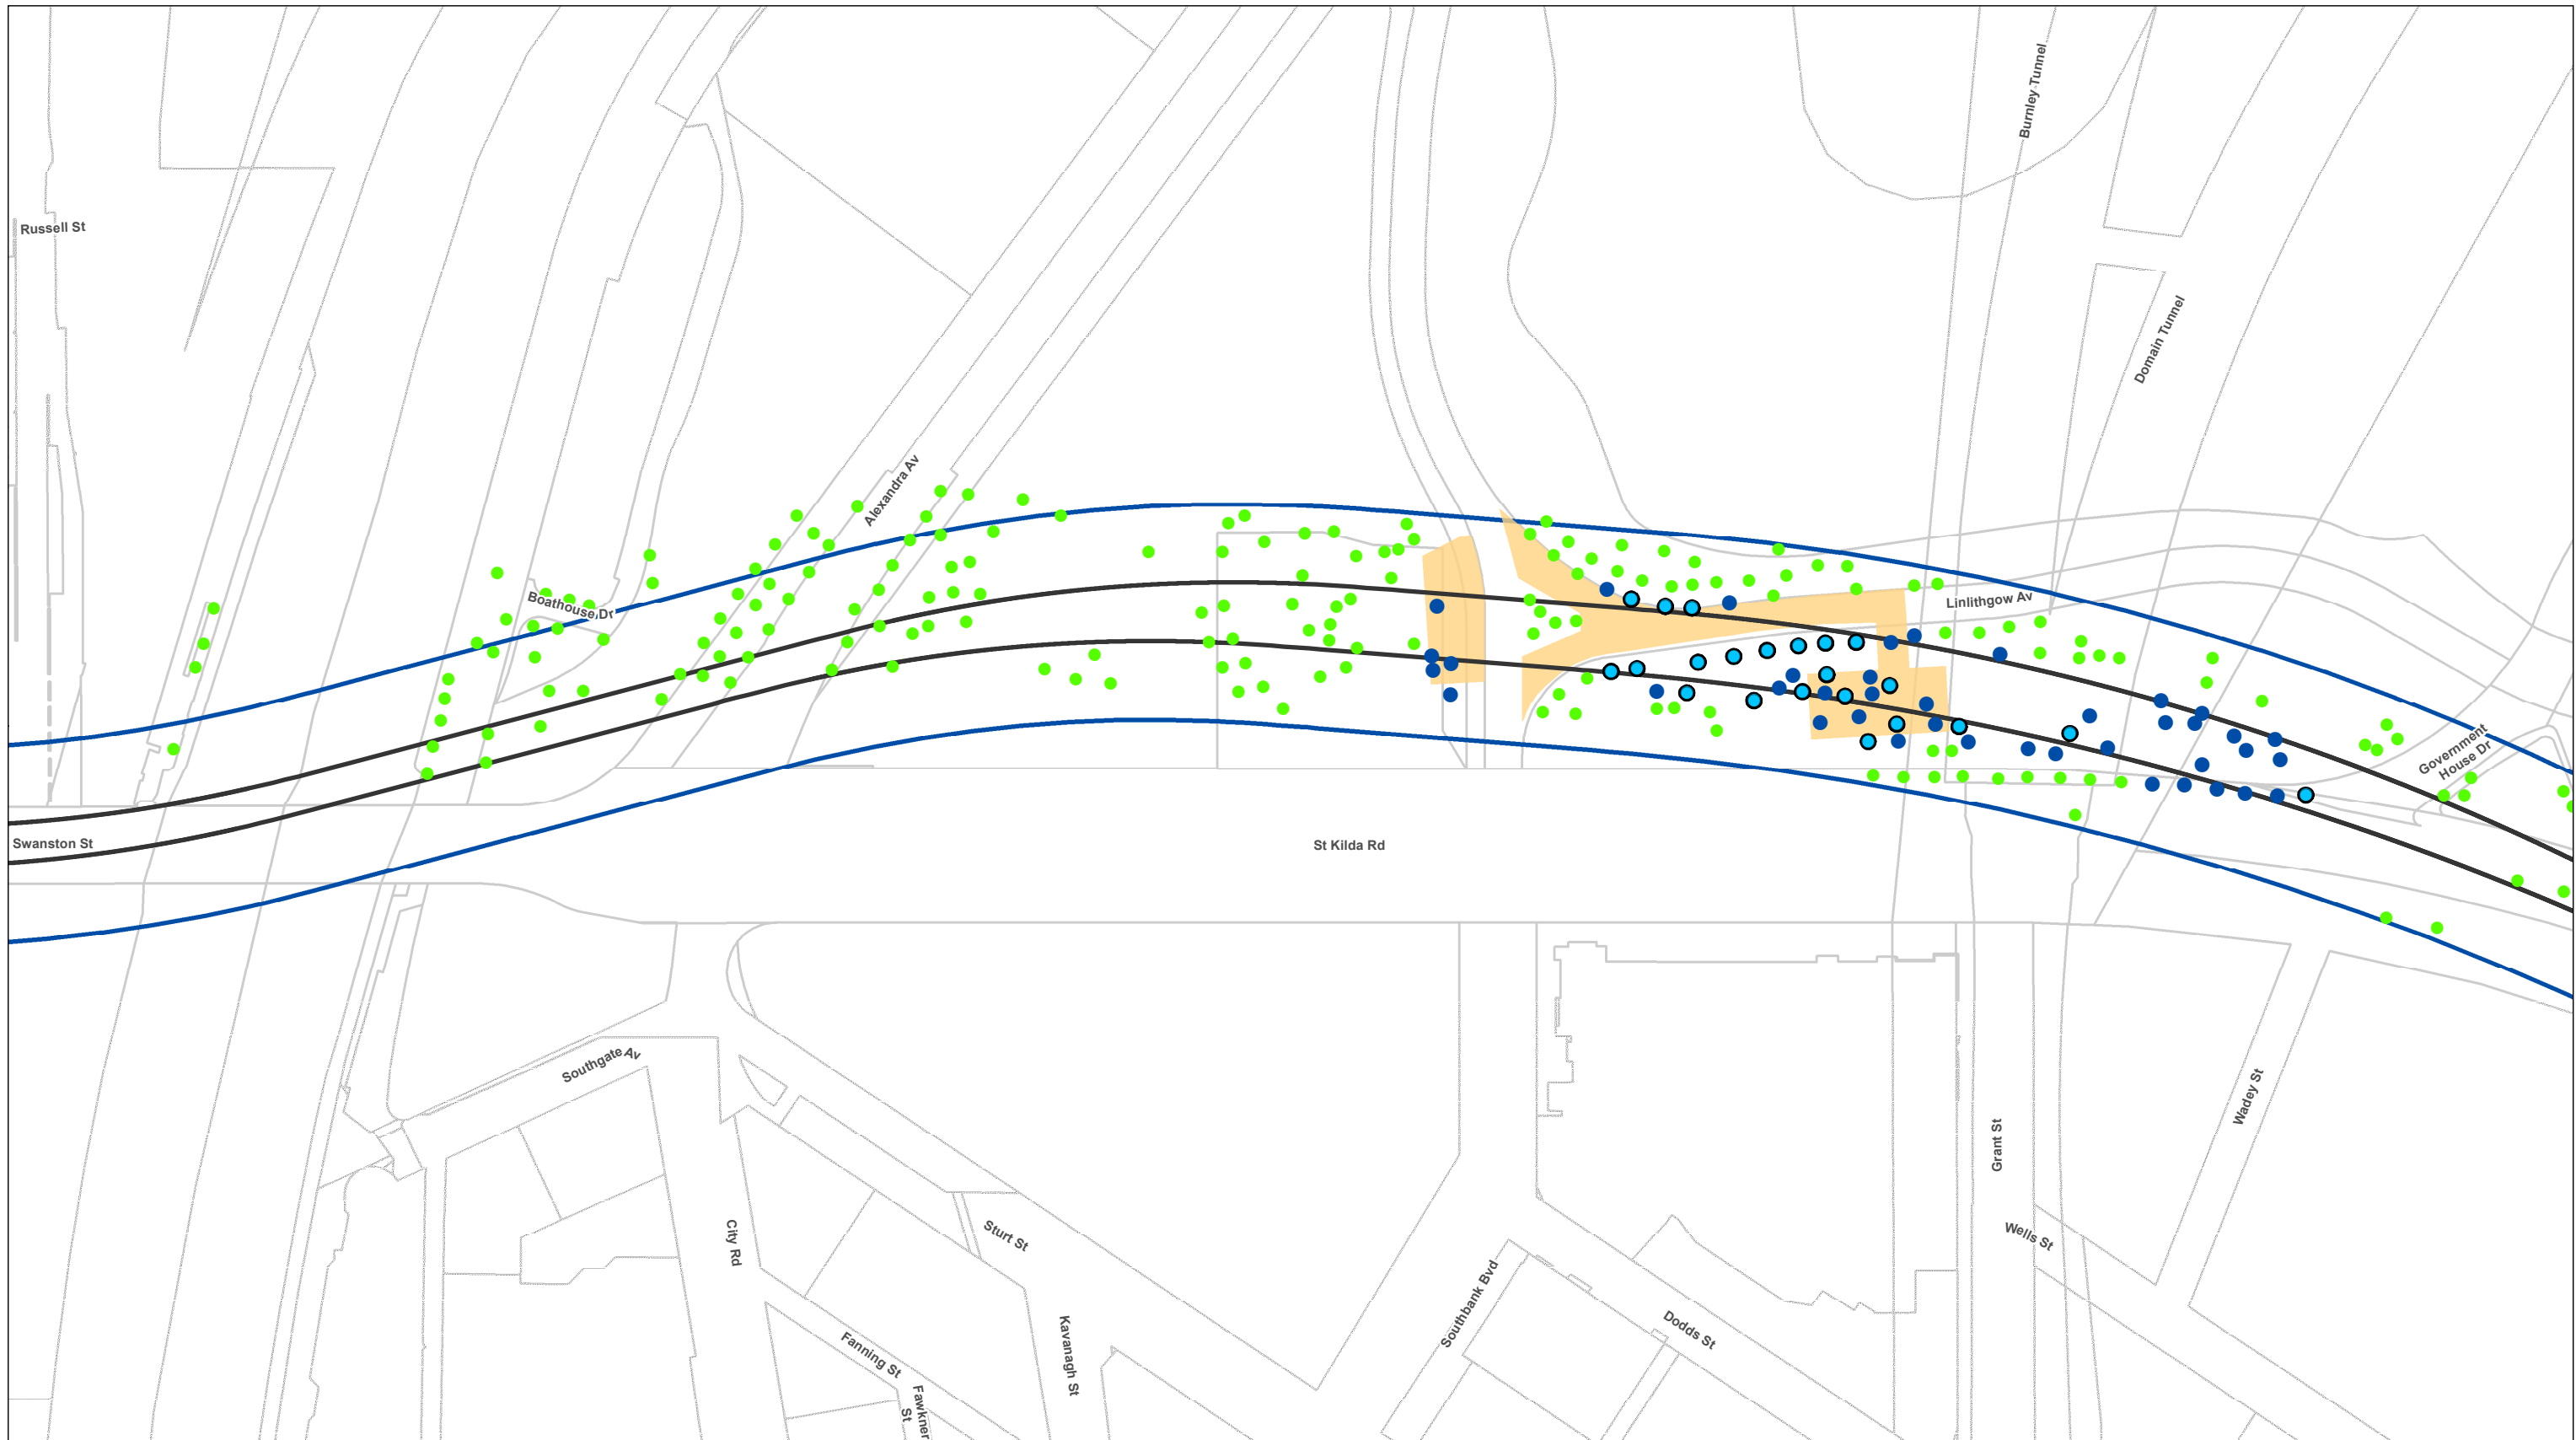 Burnley Tunnel
Russell St
Domain Tunnel
Alexandra Av
Boathouse Dr
Linlithgow Av
Government
House Dr
Swanston St
St Kilda Rd
Southgate Av
Wadey St
Grant St
City Rd
Sturt St
Wells St
Southbank Bvd
Dodds St
Kavanagh St
Fanning St
Fawkner
St